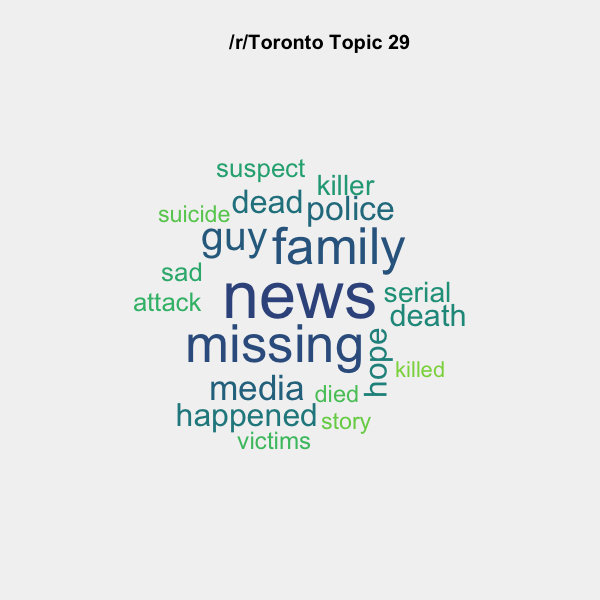 /r/Toronto Topic 29
suspect
killer
dead
police
suicide
guy
family
sad
news
serial
attack
death
missing
hope
killed
media
died
happened
story
victims